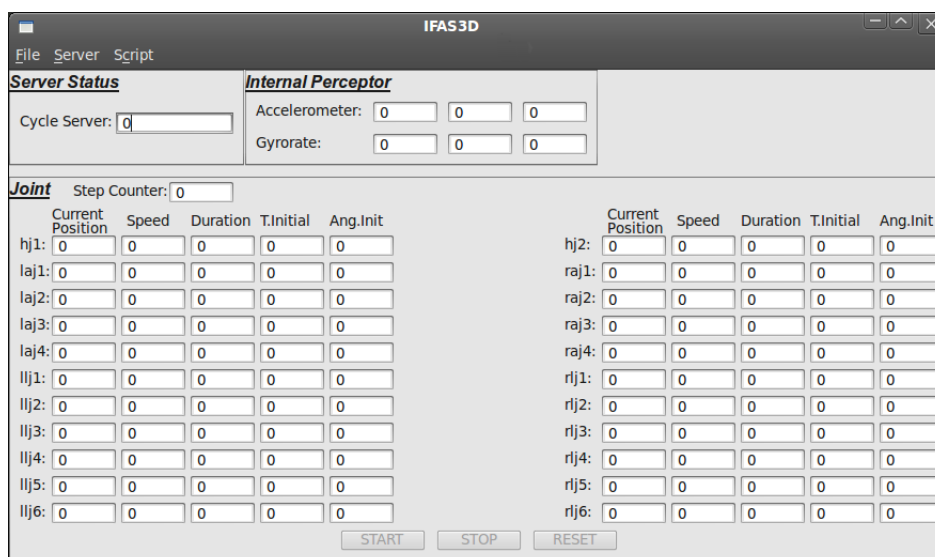 IFAS3D
File Server Script
Server Status Internal Perceptor
Cycle Server: 0 Accelerometer: 0 0 0
Gyrorate: 0 0 0
Joint Step Counter: 0
Current Position Speed Duration T.Initial Ang.Init Current Position Speed Duration T.Initial Ang.Init
hj1: 0 0 0 0 0 hj2: 0 0 0 0 0
laj1: 0 0 0 0 0 raj1: 0 0 0 0 0
laj2: 0 0 0 0 0 raj2: 0 0 0 0 0
laj3: 0 0 0 0 0 raj3: 0 0 0 0 0
laj4: 0 0 0 0 0 raj4: 0 0 0 0 0
llj1: 0 0 0 0 0 rlj1: 0 0 0 0 0
llj2: 0 0 0 0 0 rlj2: 0 0 0 0 0
llj3: 0 0 0 0 0 rlj3: 0 0 0 0 0
llj4: 0 0 0 0 0 rlj4: 0 0 0 0 0
llj5: 0 0 0 0 0 rlj5: 0 0 0 0 0
llj6: 0 0 0 0 0 rlj6: 0 0 0 0 0
START STOP RESET